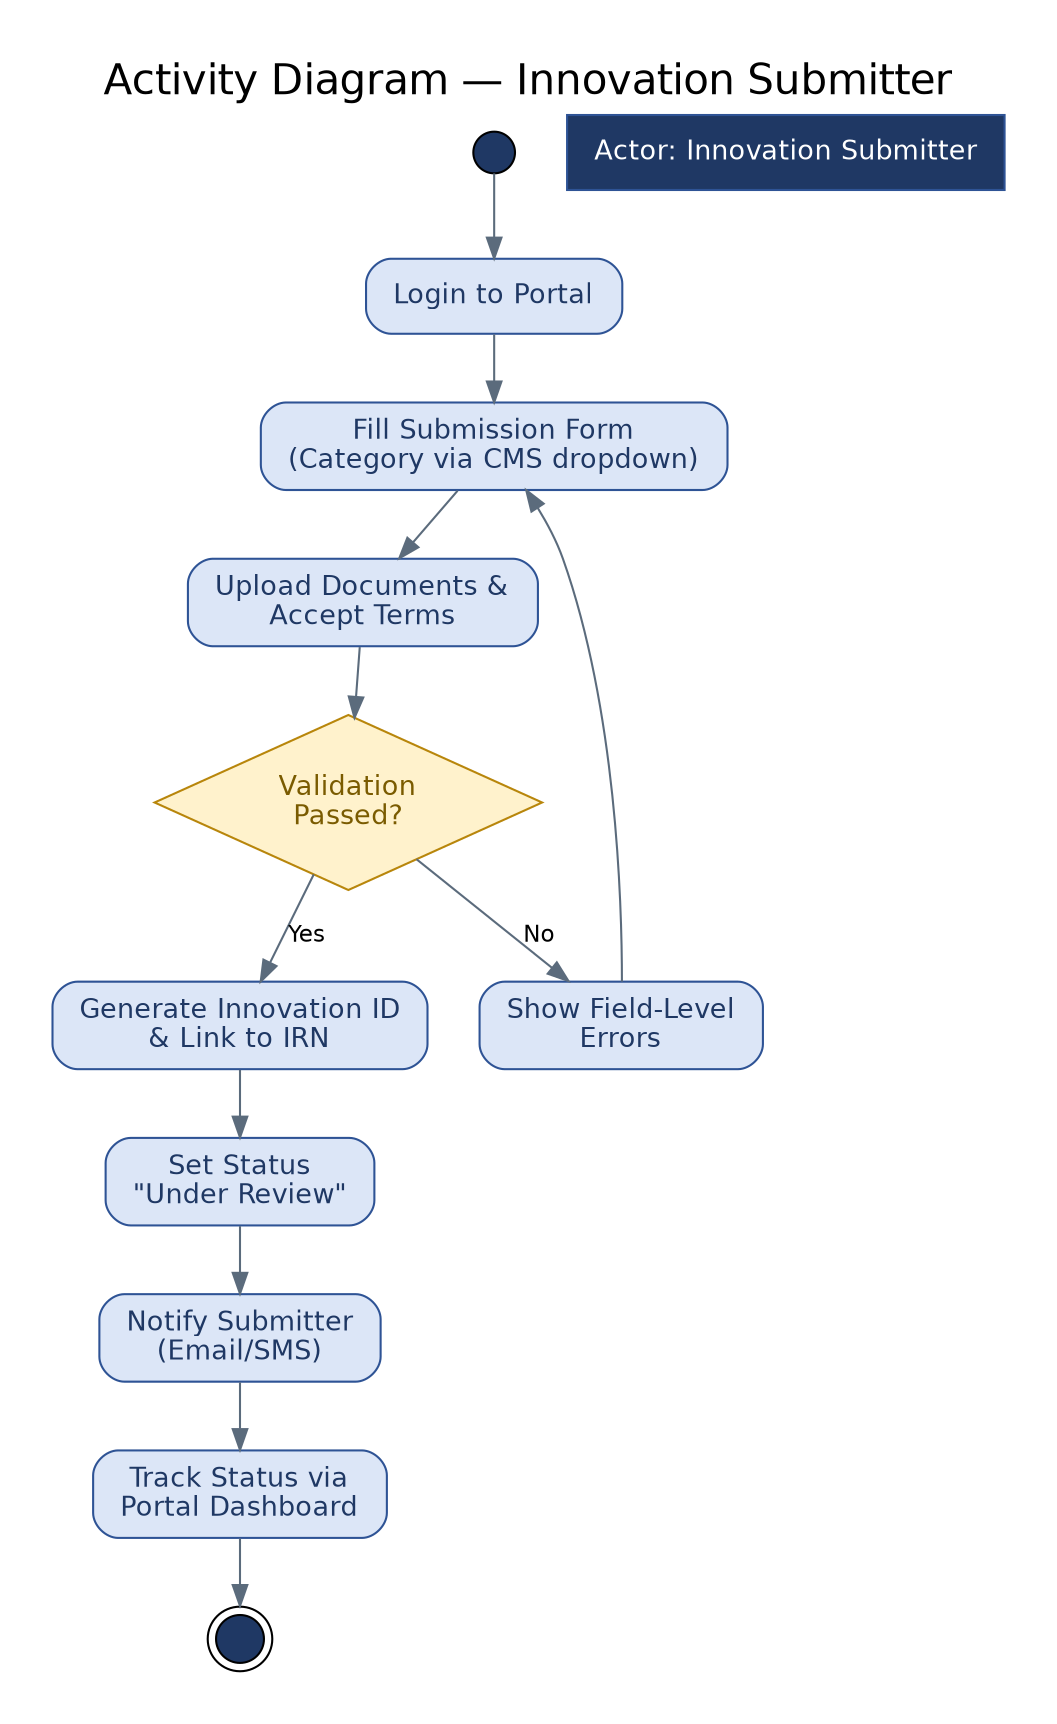 Activity Diagram — Innovation Submitter
Actor: Innovation Submitter
Login to Portal
Fill Submission Form
(Category via CMS dropdown)
Upload Documents &
Accept Terms
Validation
Passed?
Yes
No
Generate Innovation ID
& Link to IRN
Show Field-Level
Errors
Set Status
"Under Review"
Notify Submitter
(Email/SMS)
Track Status via
Portal Dashboard